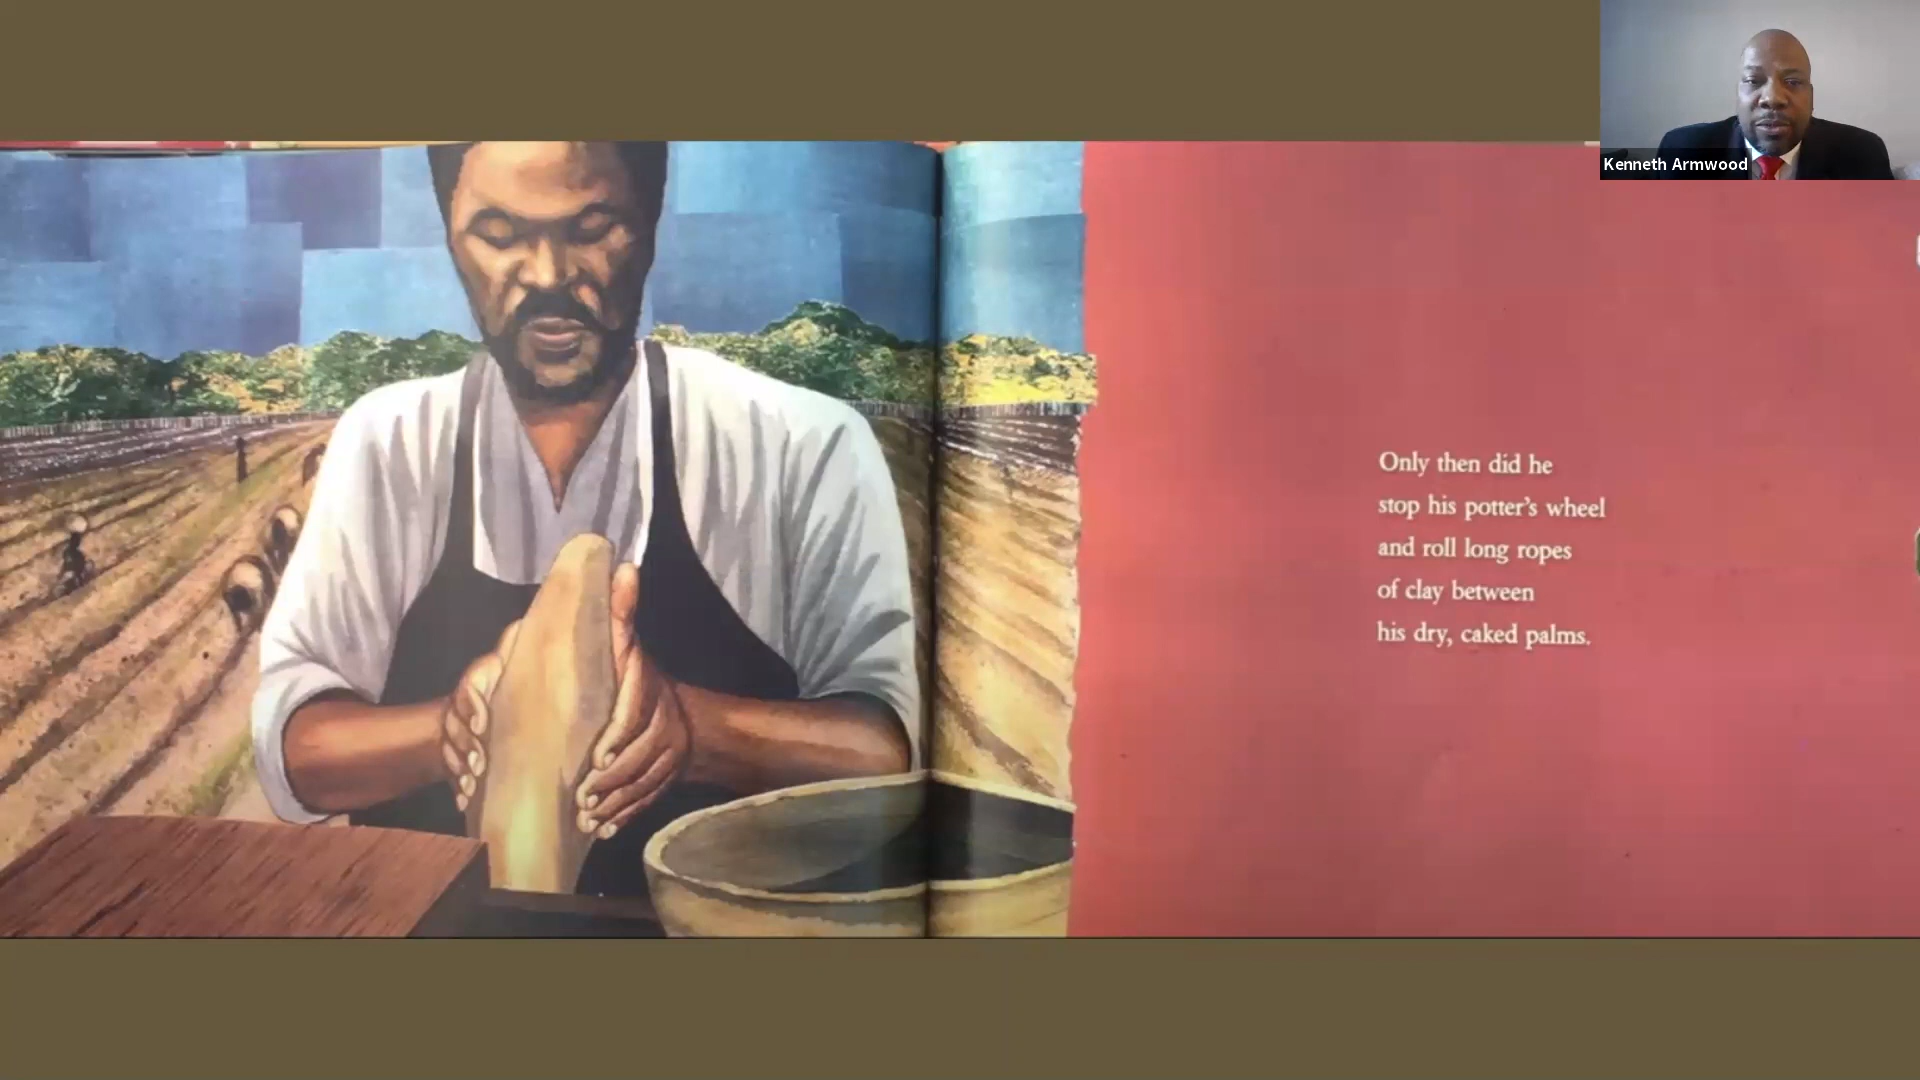 Kenneth Armwood
Only then did he
stop his potter's wheel
and roll long ropes
of clay between
his dry, caked palms.